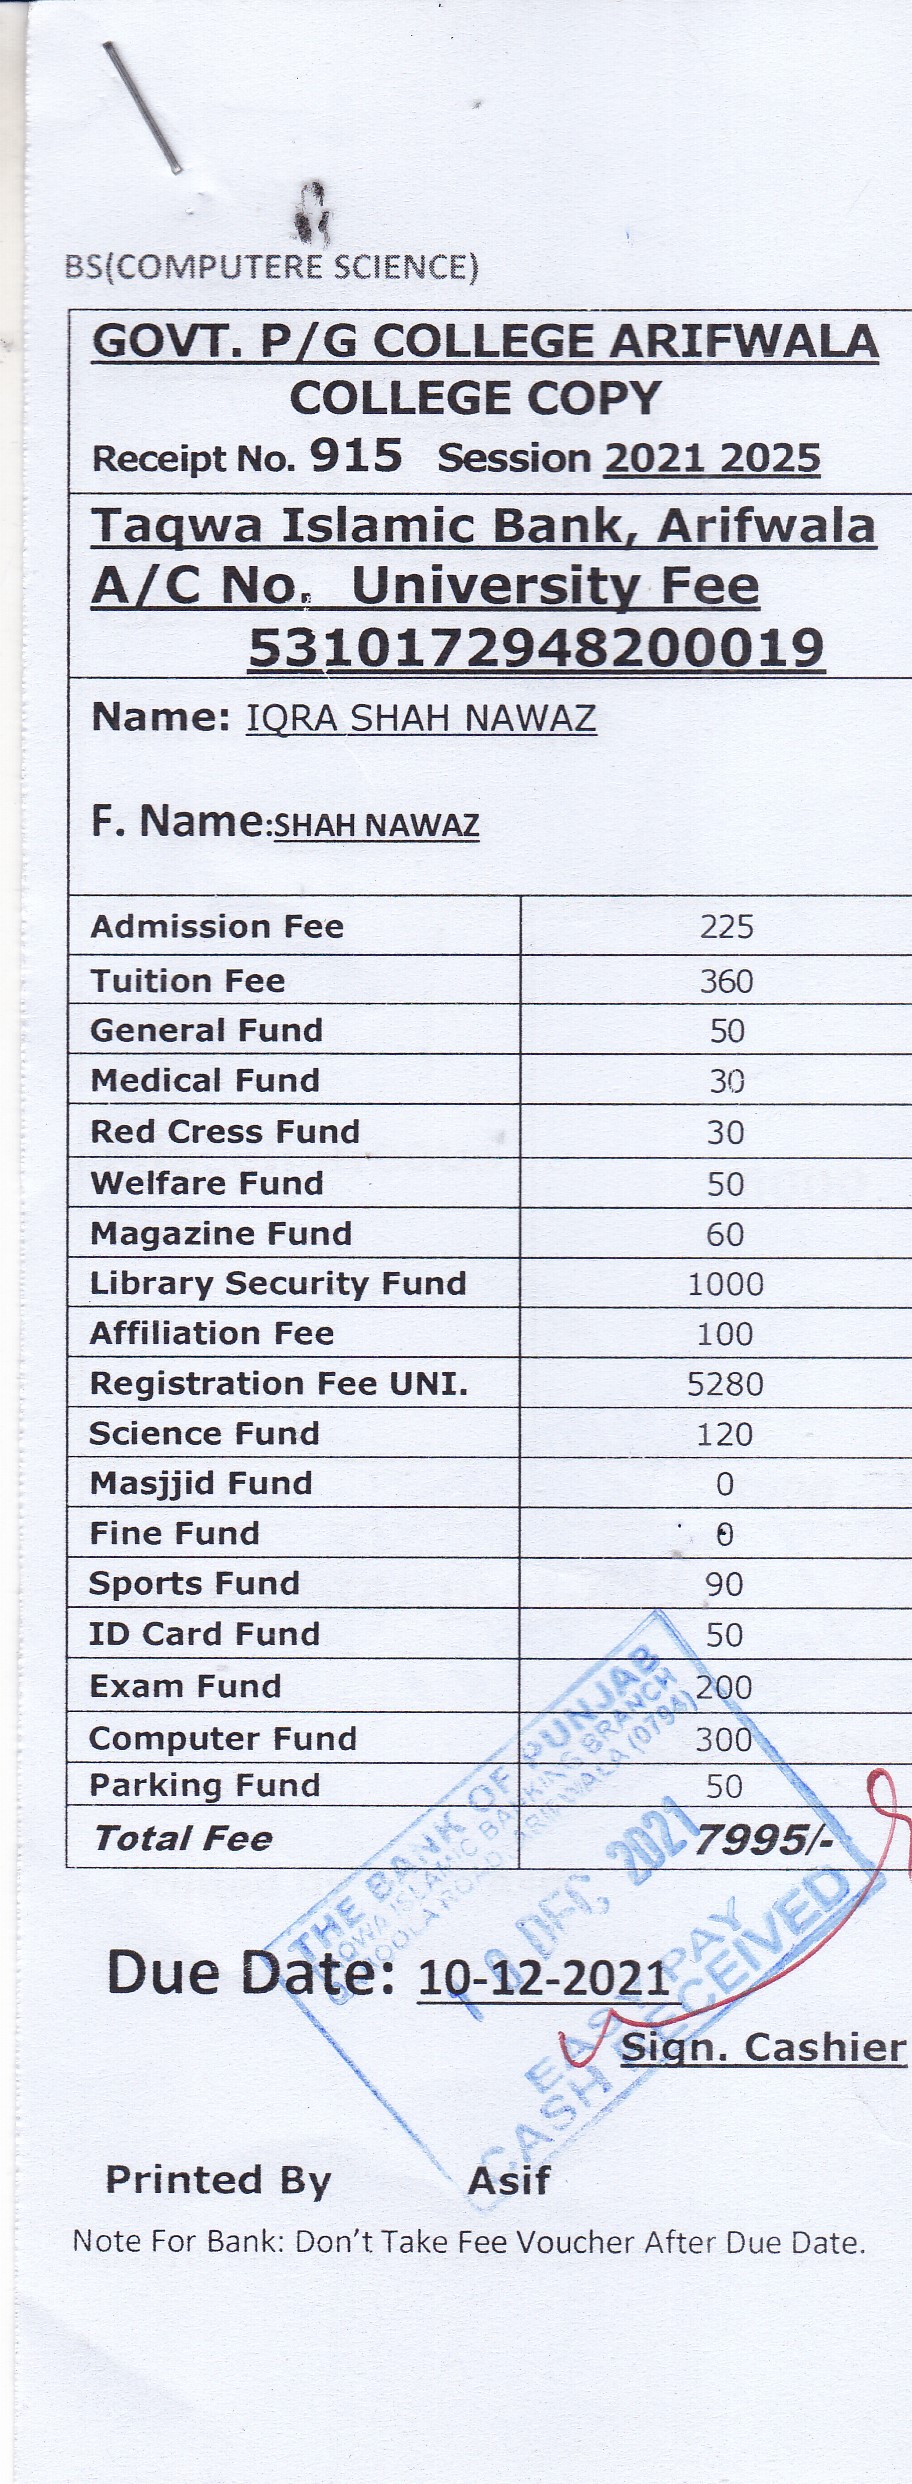 BS(COMPUTERE SCIENCE)
GOVT. P/G COLLEGE ARIFWALA
COLLEGE COPY
Receipt No. 915 Session 2021 2025
Taqwa Islamic Bank, Arifwala
A/C No. University Fee
5310172948200019
Name: IQRA SHAH NAWAZ
F. Name:SHAH NAWAZ
Admission Fee 225
Tuition Fee 360
General Fund 50
Medical Fund 30
Red Cress Fund 30
Welfare Fund 50
Magazine Fund 60
Library Security Fund 1000
Affiliation Fee 100
Registration Fee UNI. 5280
Science Fund 120
Masjjid Fund 0
Fine Fund 0
Sports Fund 90
ID Card Fund 50
Exam Fund 200
Computer Fund 300
Parking Fund 50
Total Fee 7995/-
THE BANK OF PUNJAB
TAQWA ISLAMIC BANKING BRANCH
ROAD, ARIFWALA (0794)
10 DEC 2021
EASY PAY
CASH RECEIVED
Due Date: 10-12-2021
Sign. Cashier
Printed By Asif
Note For Bank: Don't Take Fee Voucher After Due Date.